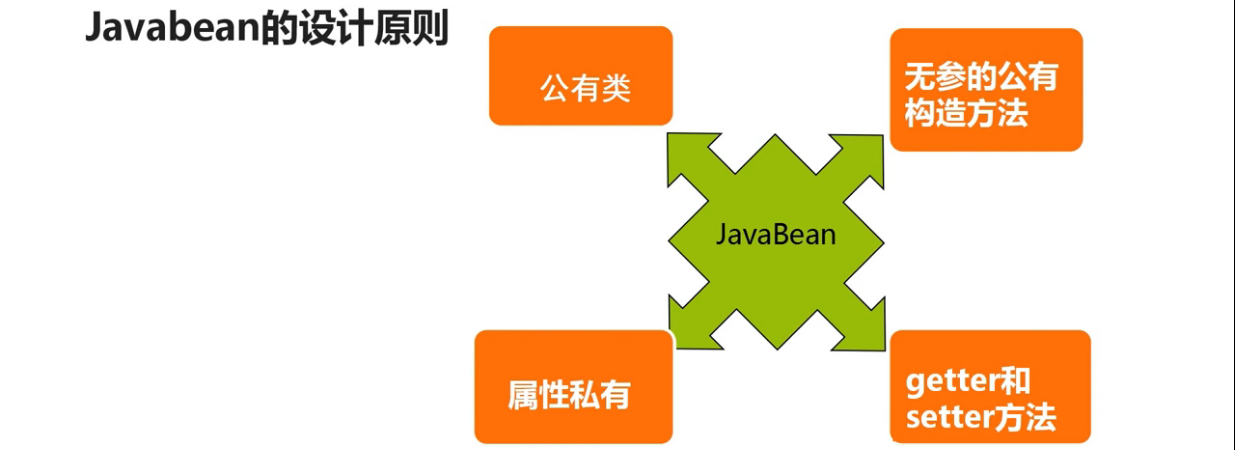 Javabean的设计原则
公有类
无参的公有
构造方法
JavaBean
属性私有
getter和
setter方法